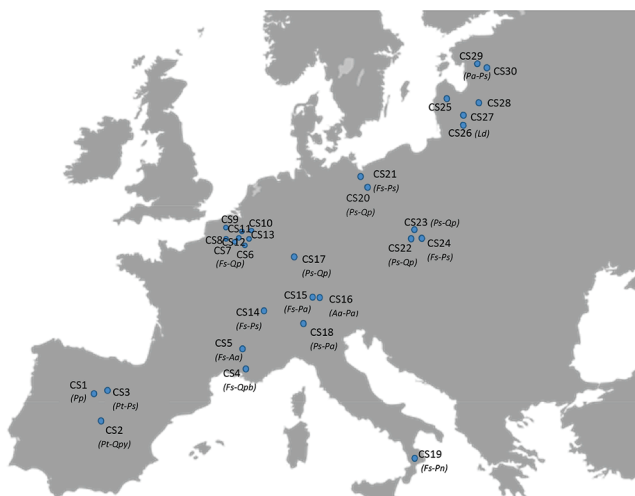 CS29
(Pa-Ps)
CS30
CS25
CS28
CS27
CS26 (Ld)
CS21
(Fs-Ps)
CS20
(Ps-Qp)
CS9
CS10
CS11
CS13
CS8
CS12
CS7
CS6
(Fs-Qp)
CS23 (Ps-Qp)
CS22
(Ps-Qp)
CS24
(Fs-Ps)
CS17
(Ps-Qp)
CS15
(Fs-Pa)
CS16
(Aa-Pa)
CS14
(Fs-Ps)
CS18
(Ps-Pa)
CS5
(Fs-Aa)
CS4
(Fs-Qpb)
CS1
(Pp)
CS3
(Pt-Ps)
CS2
(Pt-Qpy)
CS19
(Fs-Pn)